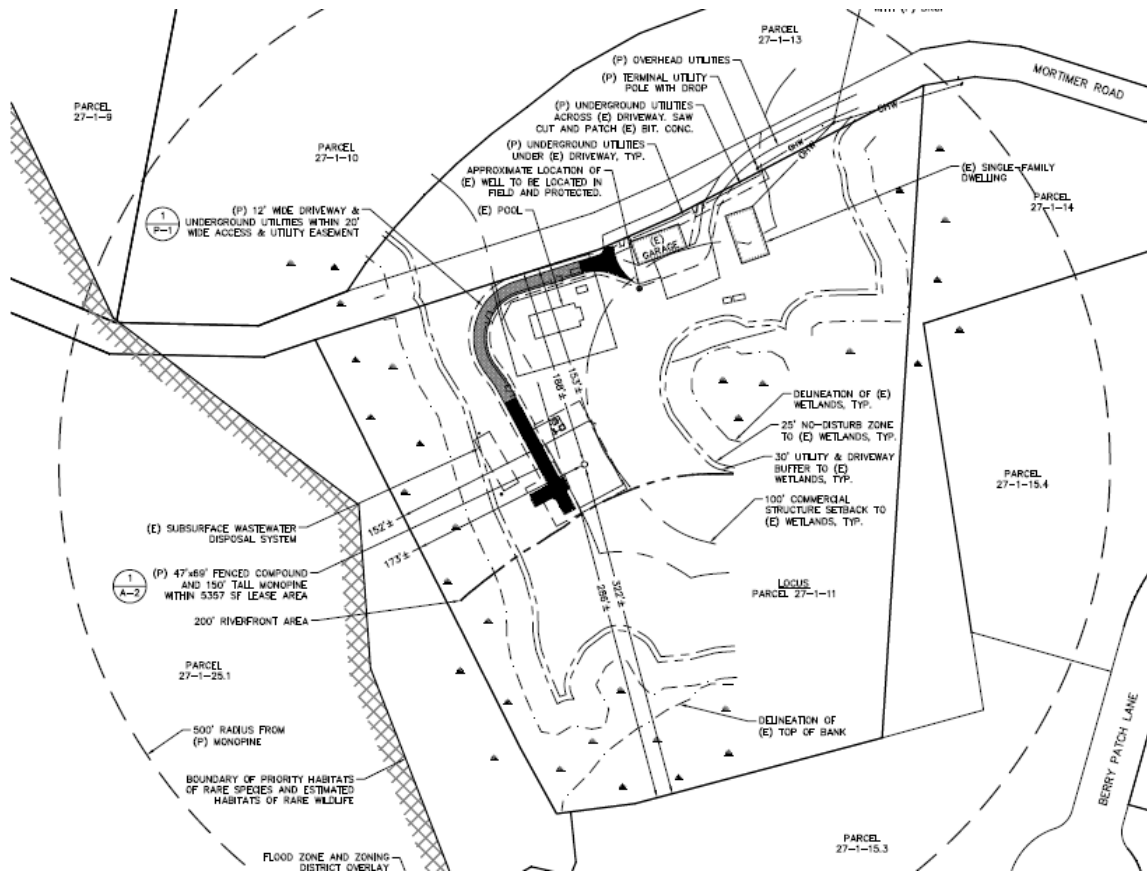 PARCEL
27-1-13
MORTIMER ROAD
PARCEL
27-1-9
PARCEL
27-1-10
(P) OVERHEAD UTILITIES
(P) TERMINAL UTILITY
POLE WITH DROP
(P) UNDERGROUND UTILITIES
ACROSS (E) DRIVEWAY. SAW
CUT AND PATCH (E) BIT. CONC.
(P) UNDERGROUND UTILITIES
UNDER (E) DRIVEWAY, TYP.
APPROXIMATE LOCATION OF
(E) WELL TO BE LOCATED IN
FIELD AND PROTECTED.
(E) POOL
OHW
OHW
OHW
(E) SINGLE-FAMILY
DWELLING
PARCEL
27-1-14
1
P-1
(P) 12' WIDE DRIVEWAY &
UNDERGROUND UTILITIES WITHIN 20'
WIDE ACCESS & UTILITY EASEMENT
(E)
GARAGE
153'±
188'±
DELINEATION OF (E)
WETLANDS, TYP.
25' NO-DISTURB ZONE
TO (E) WETLANDS, TYP.
30' UTILITY & DRIVEWAY
BUFFER TO (E)
WETLANDS, TYP.
100' COMMERCIAL
STRUCTURE SETBACK TO
(E) WETLANDS, TYP.
PARCEL
27-1-15.4
(E) SUBSURFACE WASTEWATER
DISPOSAL SYSTEM
152'±
173'±
1
A-2
(P) 47'x69' FENCED COMPOUND
AND 150' TALL MONOPINE
WITHIN 5357 SF LEASE AREA
200' RIVERFRONT AREA
322'±
286'±
LOCUS
PARCEL 27-1-11
PARCEL
27-1-25.1
500' RADIUS FROM
(P) MONOPINE
DELINEATION OF
(E) TOP OF BANK
BOUNDARY OF PRIORITY HABITATS
OF RARE SPECIES AND ESTIMATED
HABITATS OF RARE WILDLIFE
BERRY PATCH LANE
PARCEL
27-1-15.3
FLOOD ZONE AND ZONING
DISTRICT OVERLAY